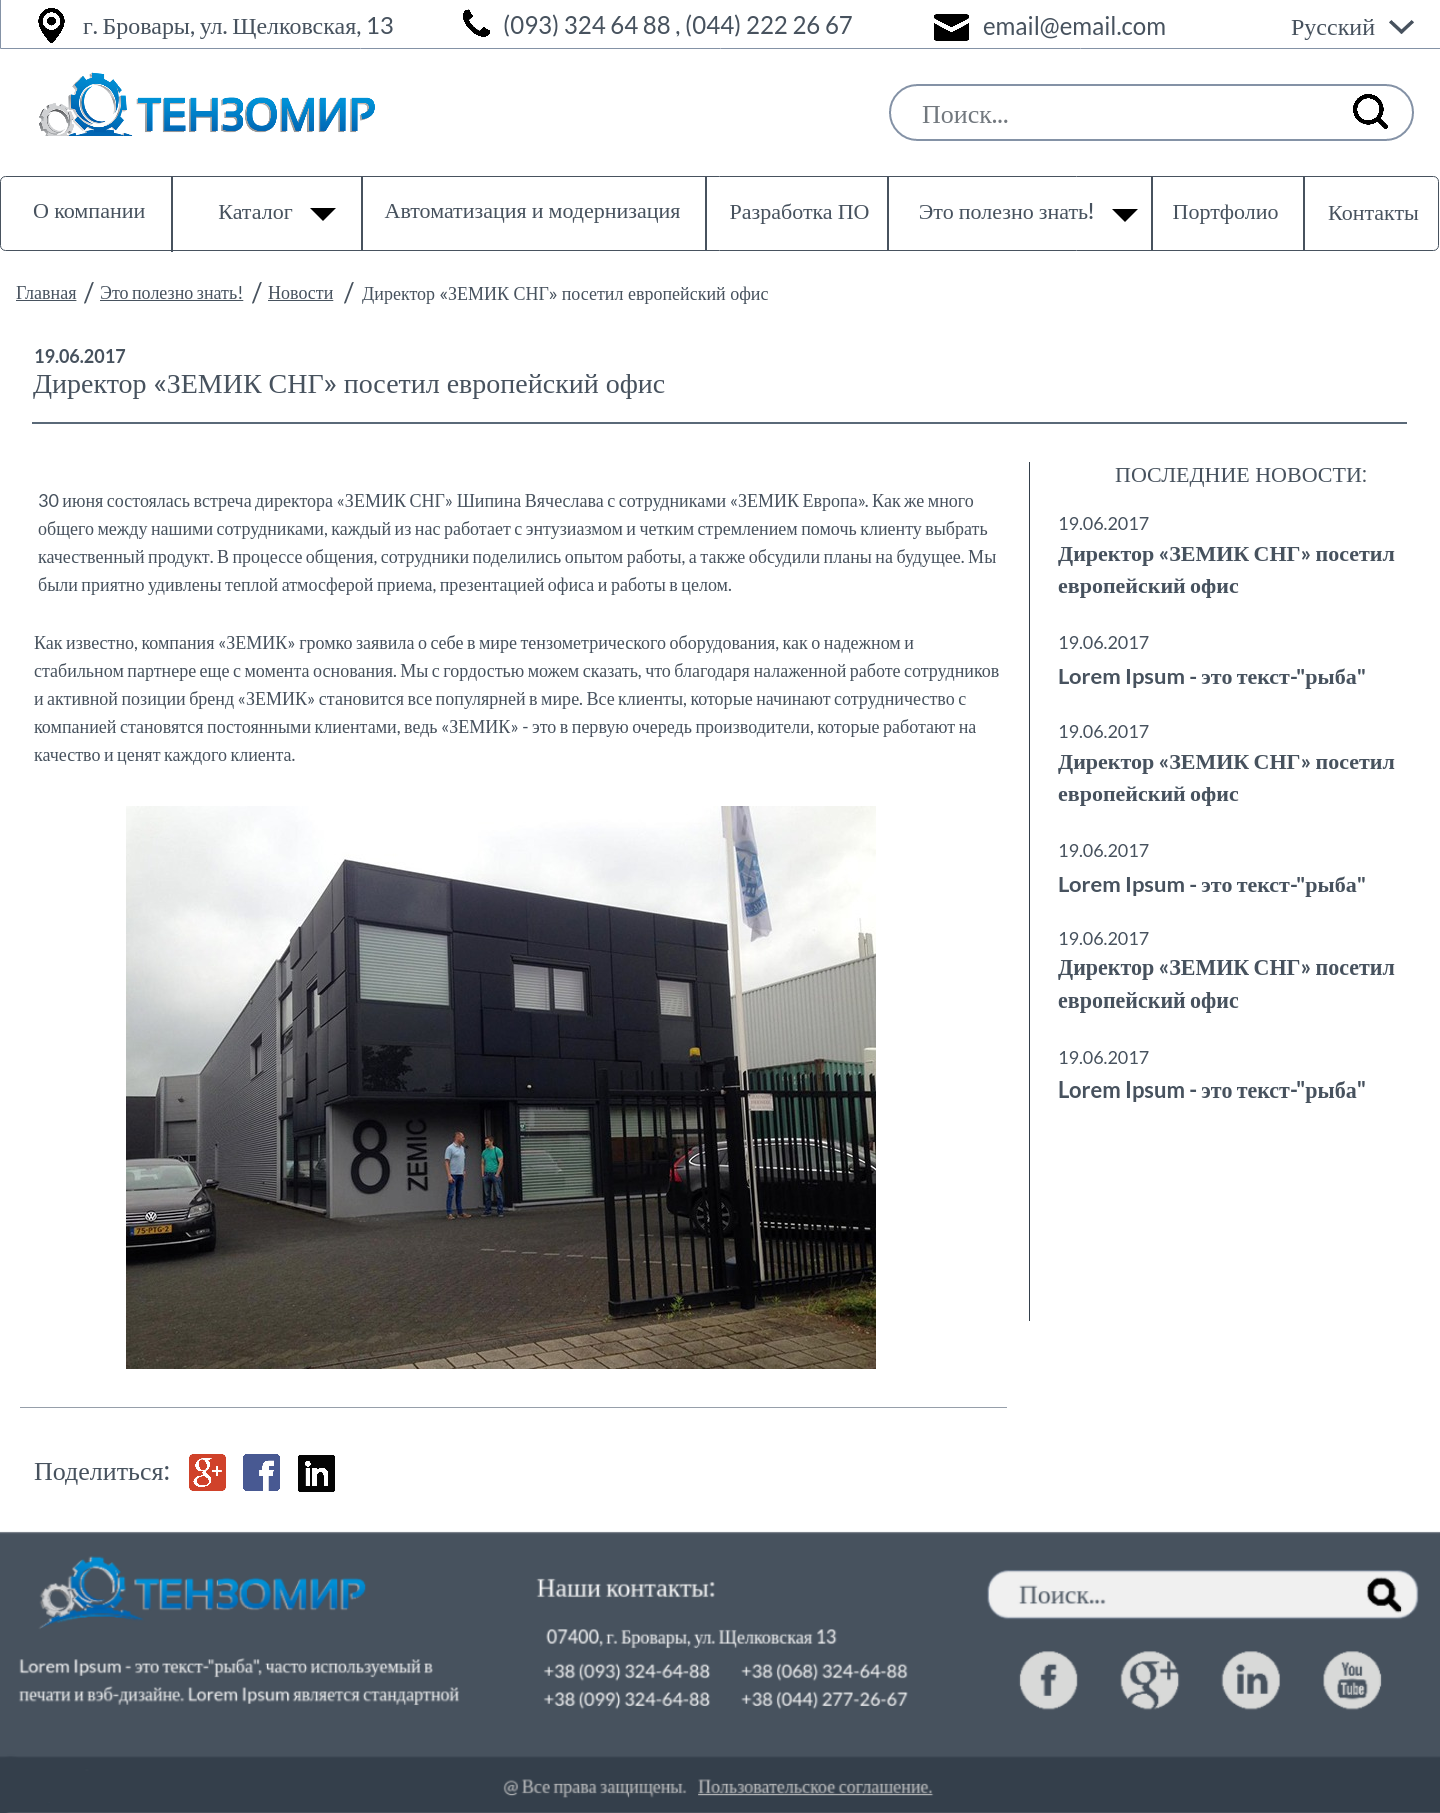 г. Бровары, ул. Щелковская, 13
(093) 324 64 88 , (044) 222 26 67
email@email.com
Русский
ТЕНЗОМИР
Поиск...
О компании
Каталог
Автоматизация и модернизация
Разработка ПО
Это полезно знать!
Портфолио
Контакты
Главная / Это полезно знать! / Новости / Директор «ЗЕМИК СНГ» посетил европейский офис
19.06.2017
Директор «ЗЕМИК СНГ» посетил европейский офис
30 июня состоялась встреча директора «ЗЕМИК СНГ» Шипина Вячеслава с сотрудниками «ЗЕМИК Европа». Как же много
общего между нашими сотрудниками, каждый из нас работает с энтузиазмом и четким стремлением помочь клиенту выбрать
качественный продукт. В процессе общения, сотрудники поделились опытом работы, а также обсудили планы на будущее. Мы
были приятно удивлены теплой атмосферой приема, презентацией офиса и работы в целом.
Как известно, компания «ЗЕМИК» громко заявила о себе в мире тензометрического оборудования, как о надежном и
стабильном партнере еще с момента основания. Мы с гордостью можем сказать, что благодаря налаженной работе сотрудников
и активной позиции бренд «ЗЕМИК» становится все популярней в мире. Все клиенты, которые начинают сотрудничество с
компанией становятся постоянными клиентами, ведь «ЗЕМИК» - это в первую очередь производители, которые работают на
качество и ценят каждого клиента.
8
ZEMIC
75-PTG-2
ПОСЛЕДНИЕ НОВОСТИ:
19.06.2017
Директор «ЗЕМИК СНГ» посетил
европейский офис
19.06.2017
Lorem Ipsum - это текст-"рыба"
19.06.2017
Директор «ЗЕМИК СНГ» посетил
европейский офис
19.06.2017
Lorem Ipsum - это текст-"рыба"
19.06.2017
Директор «ЗЕМИК СНГ» посетил
европейский офис
19.06.2017
Lorem Ipsum - это текст-"рыба"
Поделиться:
g+
f
in
ТЕНЗОМИР
Lorem Ipsum - это текст-"рыба", часто используемый в
печати и вэб-дизайне. Lorem Ipsum является стандартной
Наши контакты:
07400, г. Бровары, ул. Щелковская 13
+38 (093) 324-64-88 +38 (068) 324-64-88
+38 (099) 324-64-88 +38 (044) 277-26-67
Поиск...
f
g+
in
You
Tube
@ Все права защищены. Пользовательское соглашение.